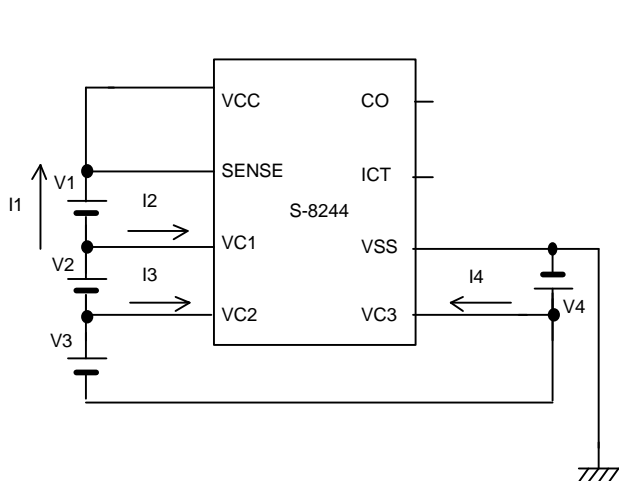 VCC
CO
SENSE
ICT
V1
I1
I2
S-8244
VC1
VSS
V2
I3
I4
VC2
VC3
V4
V3